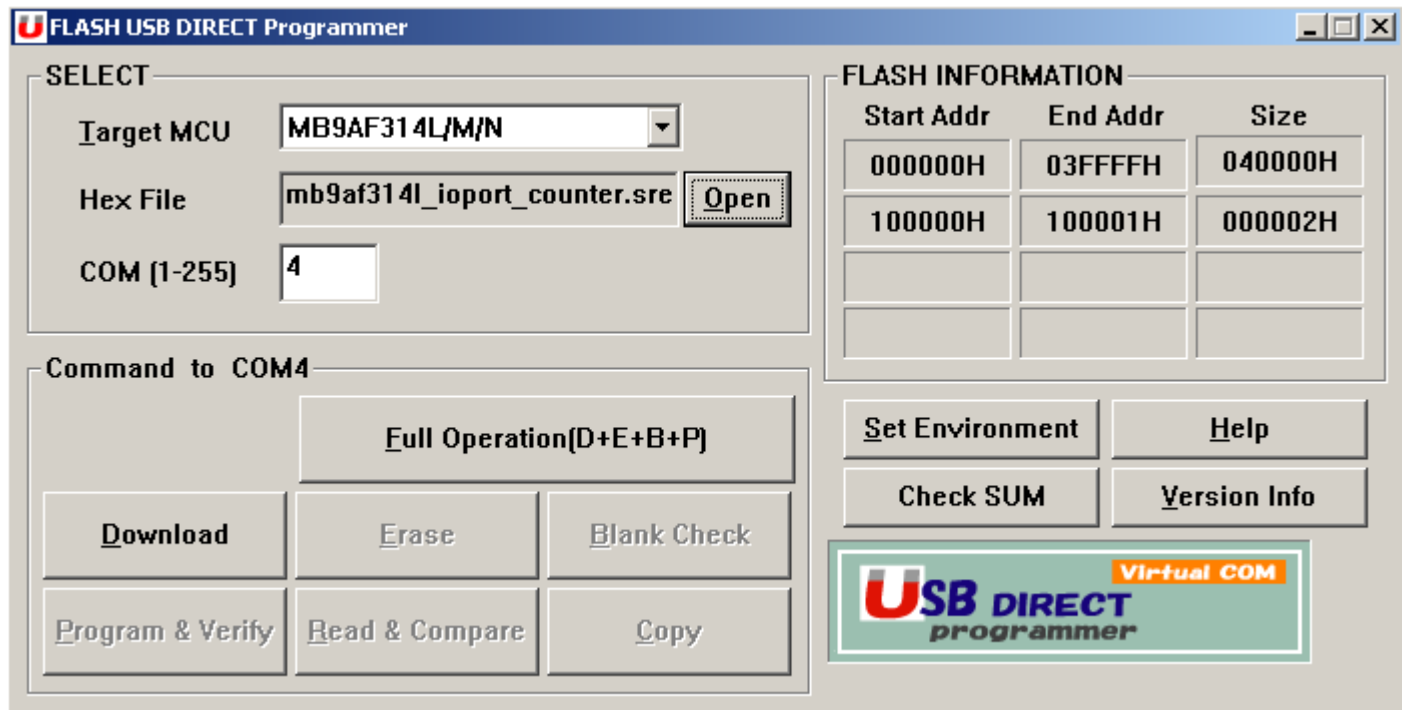 FLASH USB DIRECT Programmer
SELECT
Target MCU
MB9AF314L/M/N
Hex File
mb9af314l_ioport_counter.sre
Open
COM (1-255)
4
Command to COM4
Full Operation(D+E+B+P)
Download
Erase
Blank Check
Program & Verify
Read & Compare
Copy
FLASH INFORMATION
Start Addr End Addr Size
000000H 03FFFFH 040000H
100000H 100001H 000002H
Set Environment
Help
Check SUM
Version Info
Virtual COM
USB DIRECT
programmer